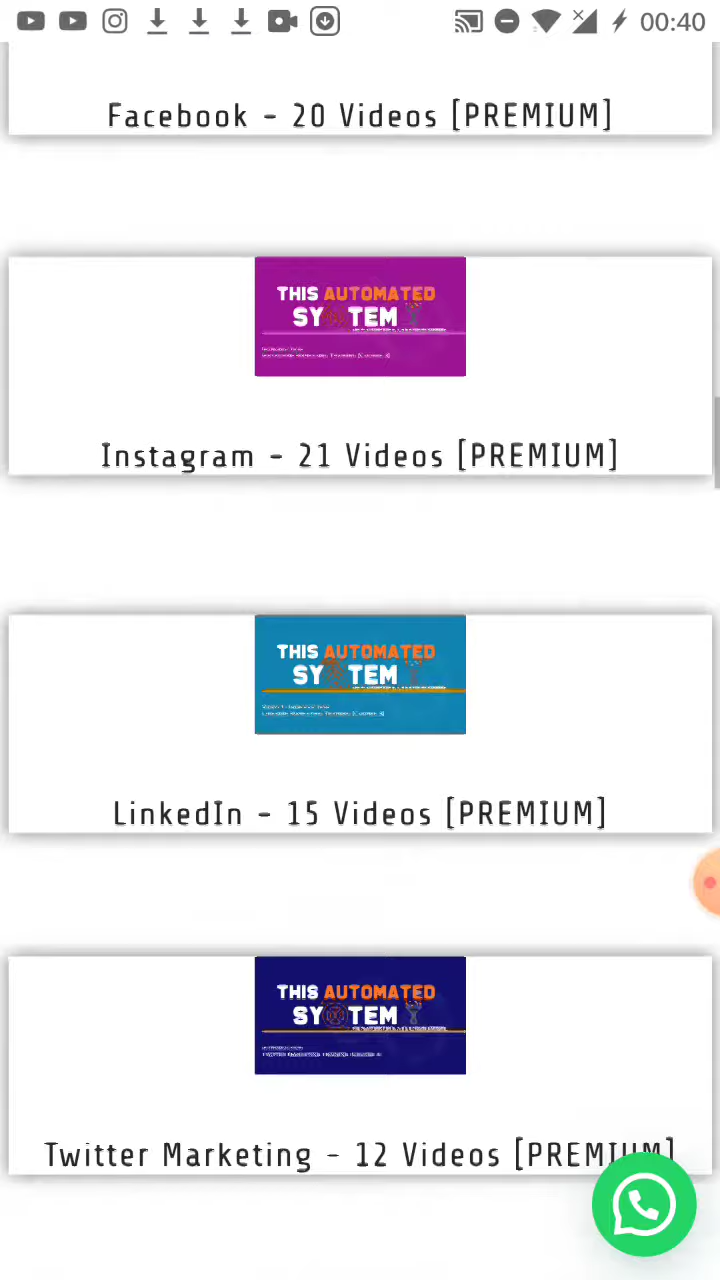 00:40
Facebook - 20 Videos [PREMIUM]
THIS AUTOMATED
SYSTEM
Instagram - 21 Videos [PREMIUM]
THIS AUTOMATED
SYSTEM
LinkedIn - 15 Videos [PREMIUM]
THIS AUTOMATED
SYSTEM
Twitter Marketing - 12 Videos [PREMIUM]